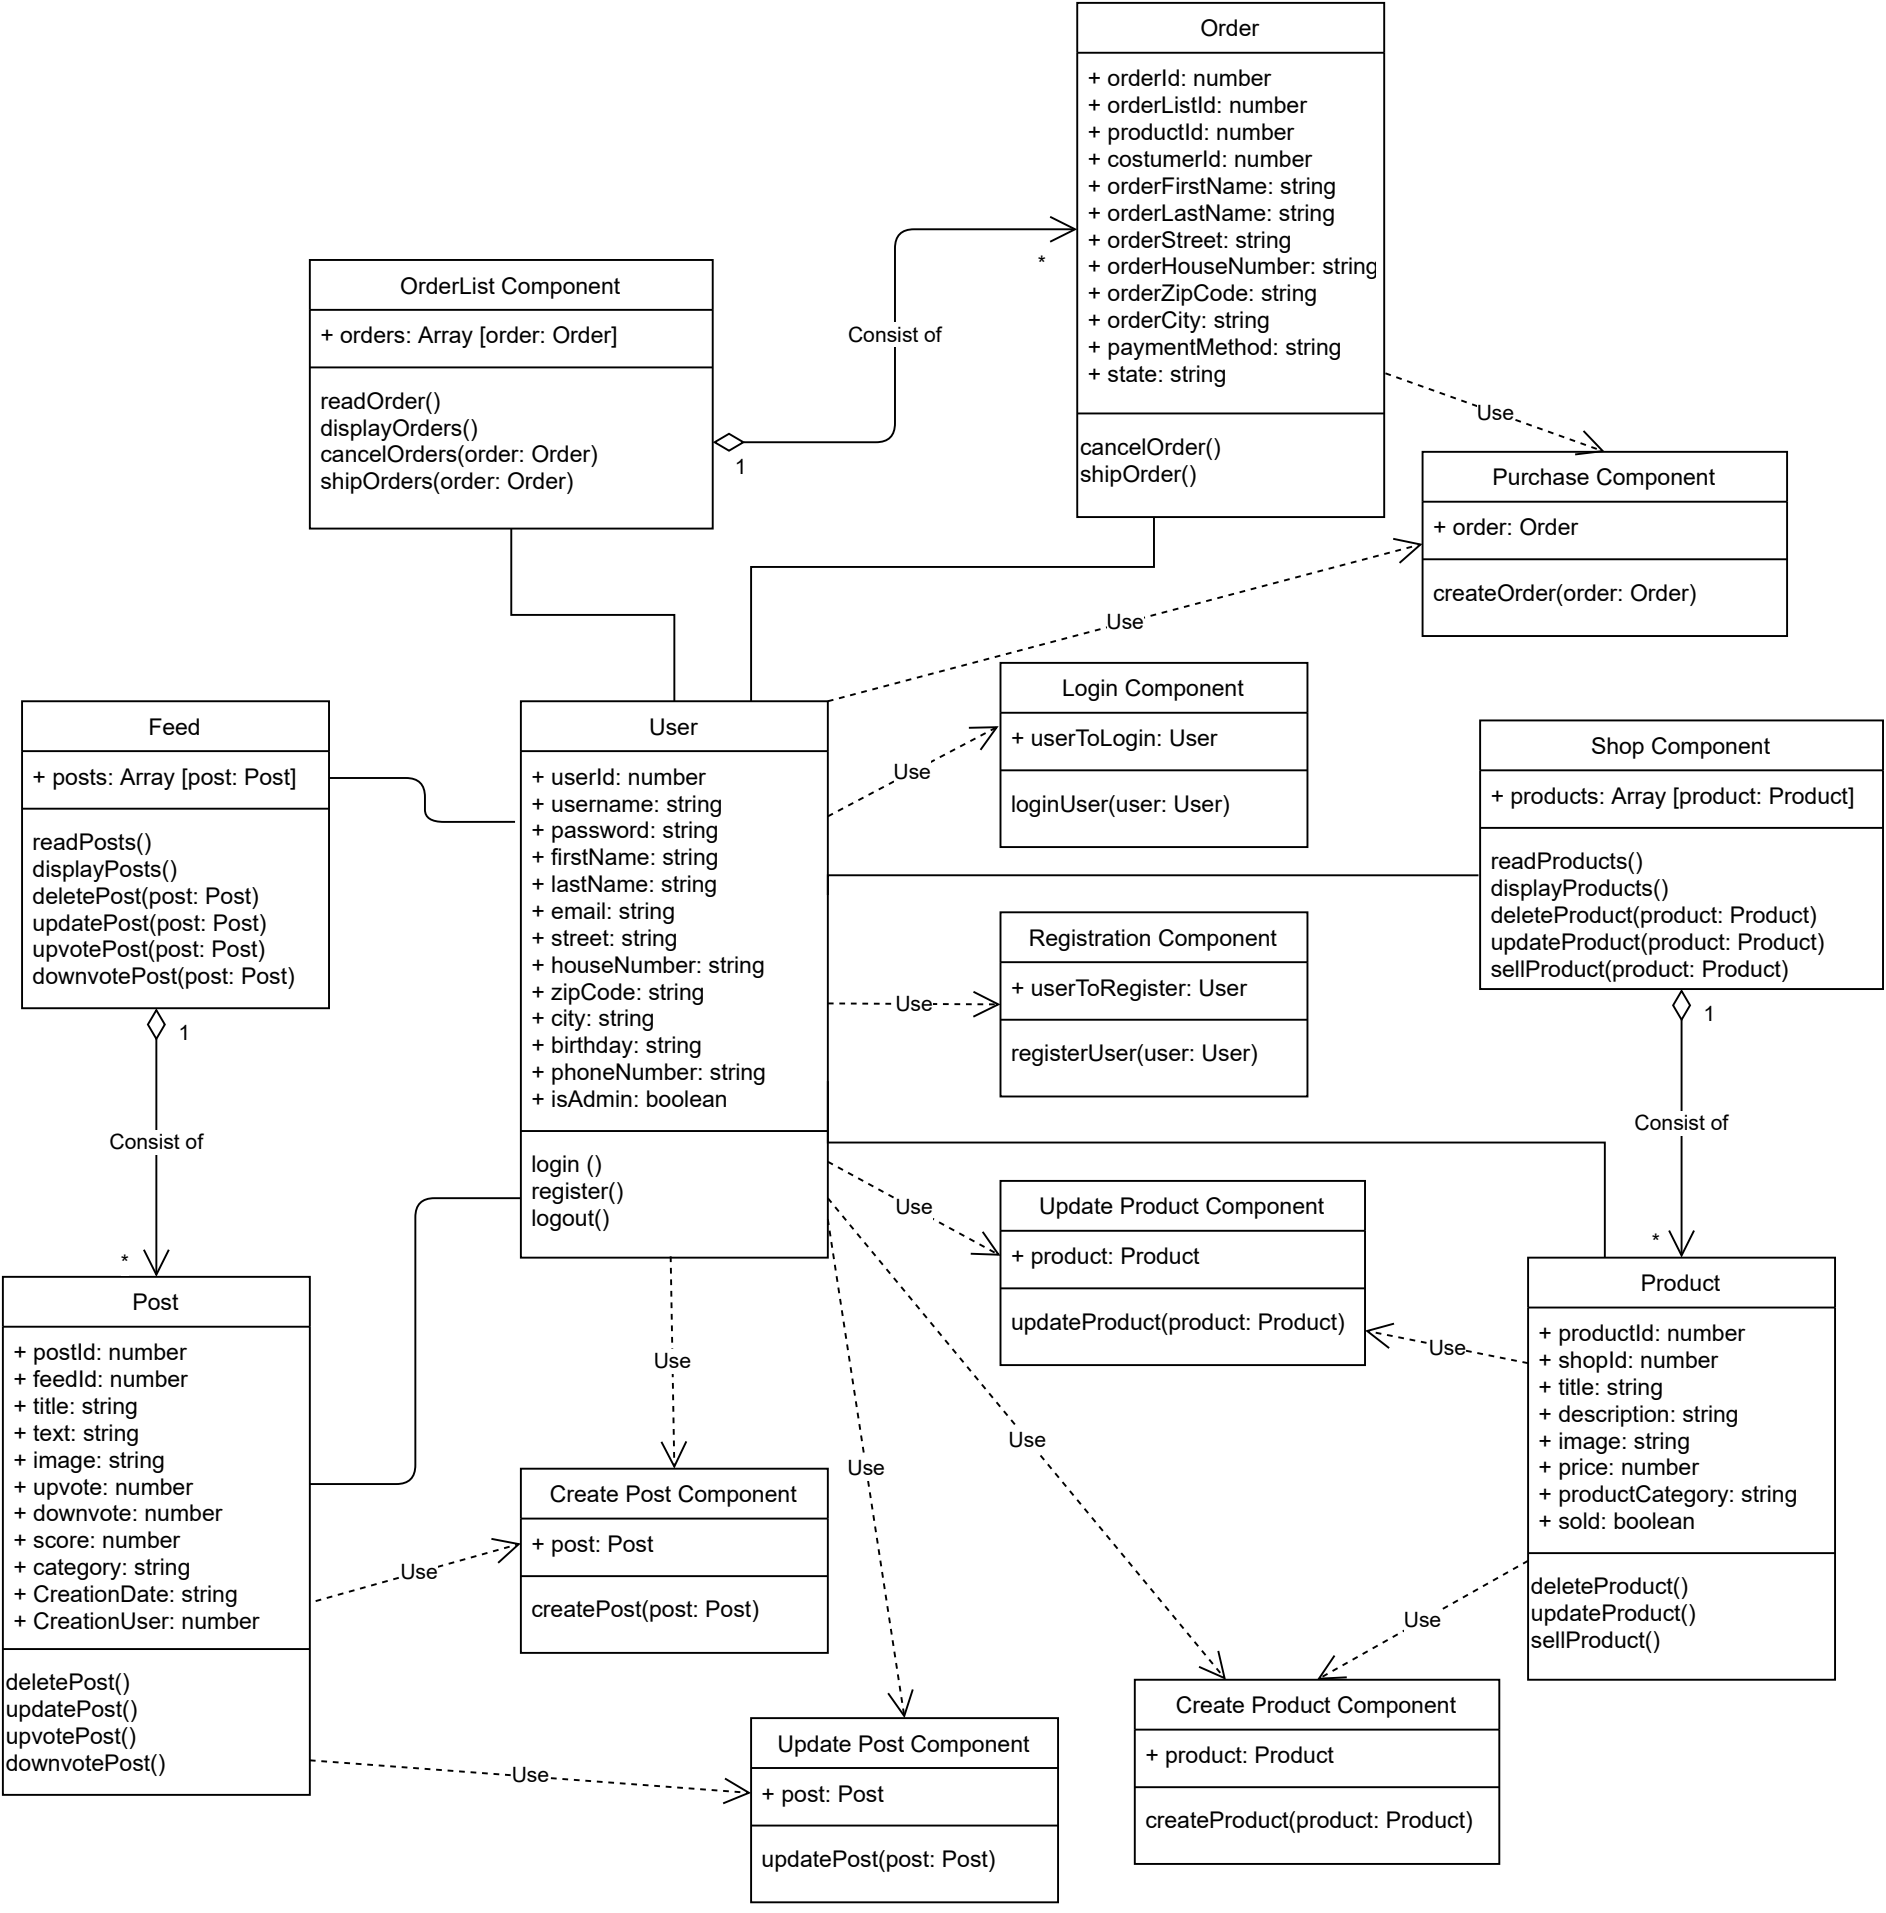 Order
+ orderId: number
+ orderListId: number
+ productId: number
+ costumerId: number
+ orderFirstName: string
+ orderLastName: string
+ orderStreet: string
+ orderHouseNumber: string
+ orderZipCode: string
+ orderCity: string
+ paymentMethod: string
+ state: string
cancelOrder()
shipOrder()
OrderList Component
+ orders: Array [order: Order]
readOrder()
displayOrders()
cancelOrders(order: Order)
shipOrders(order: Order)
Consist of
*
1
Use
Purchase Component
+ order: Order
createOrder(order: Order)
Use
Login Component
+ userToLogin: User
loginUser(user: User)
Use
Feed
+ posts: Array [post: Post]
readPosts()
displayPosts()
deletePost(post: Post)
updatePost(post: Post)
upvotePost(post: Post)
downvotePost(post: Post)
1
Consist of
*
User
+ userId: number
+ username: string
+ password: string
+ firstName: string
+ lastName: string
+ email: string
+ street: string
+ houseNumber: string
+ zipCode: string
+ city: string
+ birthday: string
+ phoneNumber: string
+ isAdmin: boolean
login ()
register()
logout()
Shop Component
+ products: Array [product: Product]
readProducts()
displayProducts()
deleteProduct(product: Product)
updateProduct(product: Product)
sellProduct(product: Product)
1
Consist of
*
Registration Component
+ userToRegister: User
registerUser(user: User)
Use
Use
Update Product Component
+ product: Product
updateProduct(product: Product)
Use
Product
+ productId: number
+ shopId: number
+ title: string
+ description: string
+ image: string
+ price: number
+ productCategory: string
+ sold: boolean
deleteProduct()
updateProduct()
sellProduct()
Post
+ postId: number
+ feedId: number
+ title: string
+ text: string
+ image: string
+ upvote: number
+ downvote: number
+ score: number
+ category: string
+ CreationDate: string
+ CreationUser: number
deletePost()
updatePost()
upvotePost()
downvotePost()
Use
Use
Use
Create Post Component
+ post: Post
createPost(post: Post)
Use
Use
Use
Update Post Component
+ post: Post
updatePost(post: Post)
Create Product Component
+ product: Product
createProduct(product: Product)